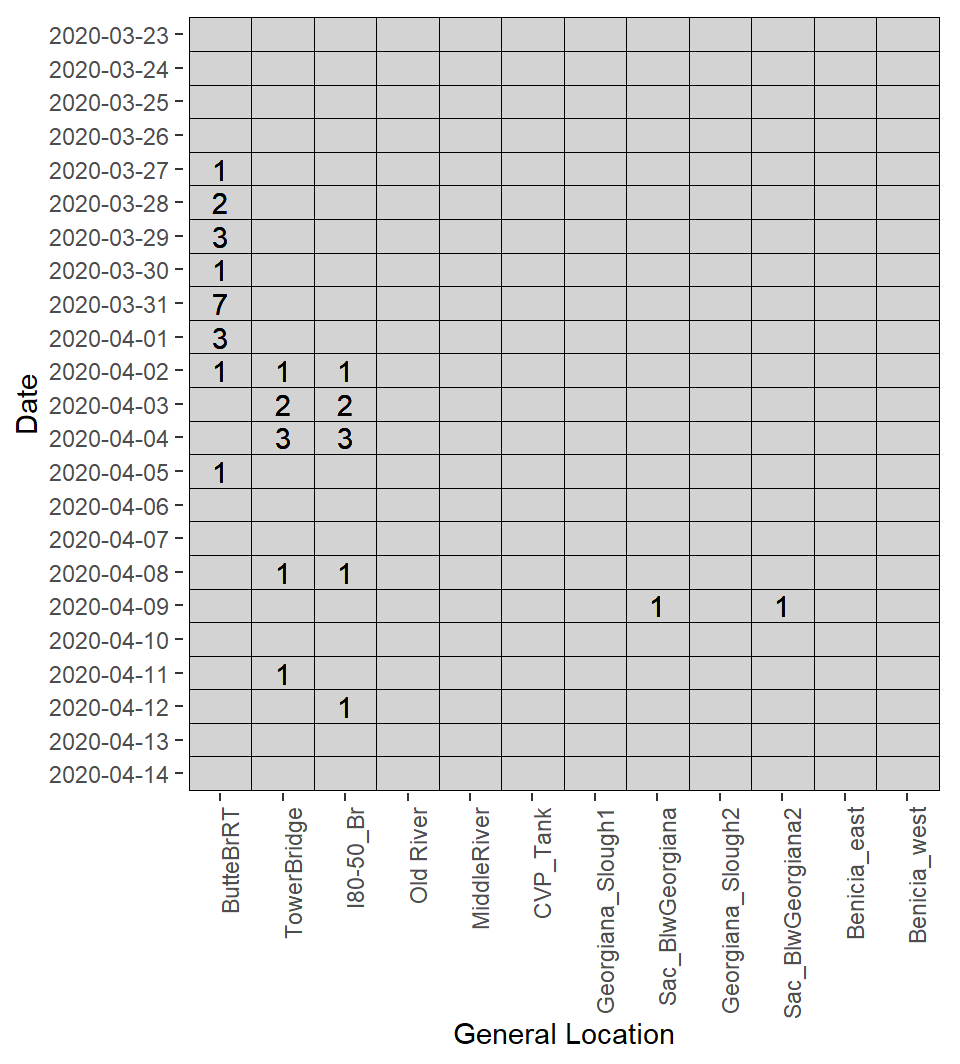 2020-03-23
2020-03-24
2020-03-25
2020-03-26
2020-03-27 1
2020-03-28 2
2020-03-29 3
2020-03-30 1
2020-03-31 7
2020-04-01 3
2020-04-02 1 1 1
2020-04-03 2 2
2020-04-04 3 3
2020-04-05 1
2020-04-06
2020-04-07
2020-04-08 1 1
2020-04-09 1 1
2020-04-10
2020-04-11 1
2020-04-12 1
2020-04-13
2020-04-14
Date
ButteBrRT
TowerBridge
I80-50_Br
Old River
MiddleRiver
CVP_Tank
Georgiana_Slough1
Sac_BlwGeorgiana
Georgiana_Slough2
Sac_BlwGeorgiana2
Benicia_east
Benicia_west
General Location